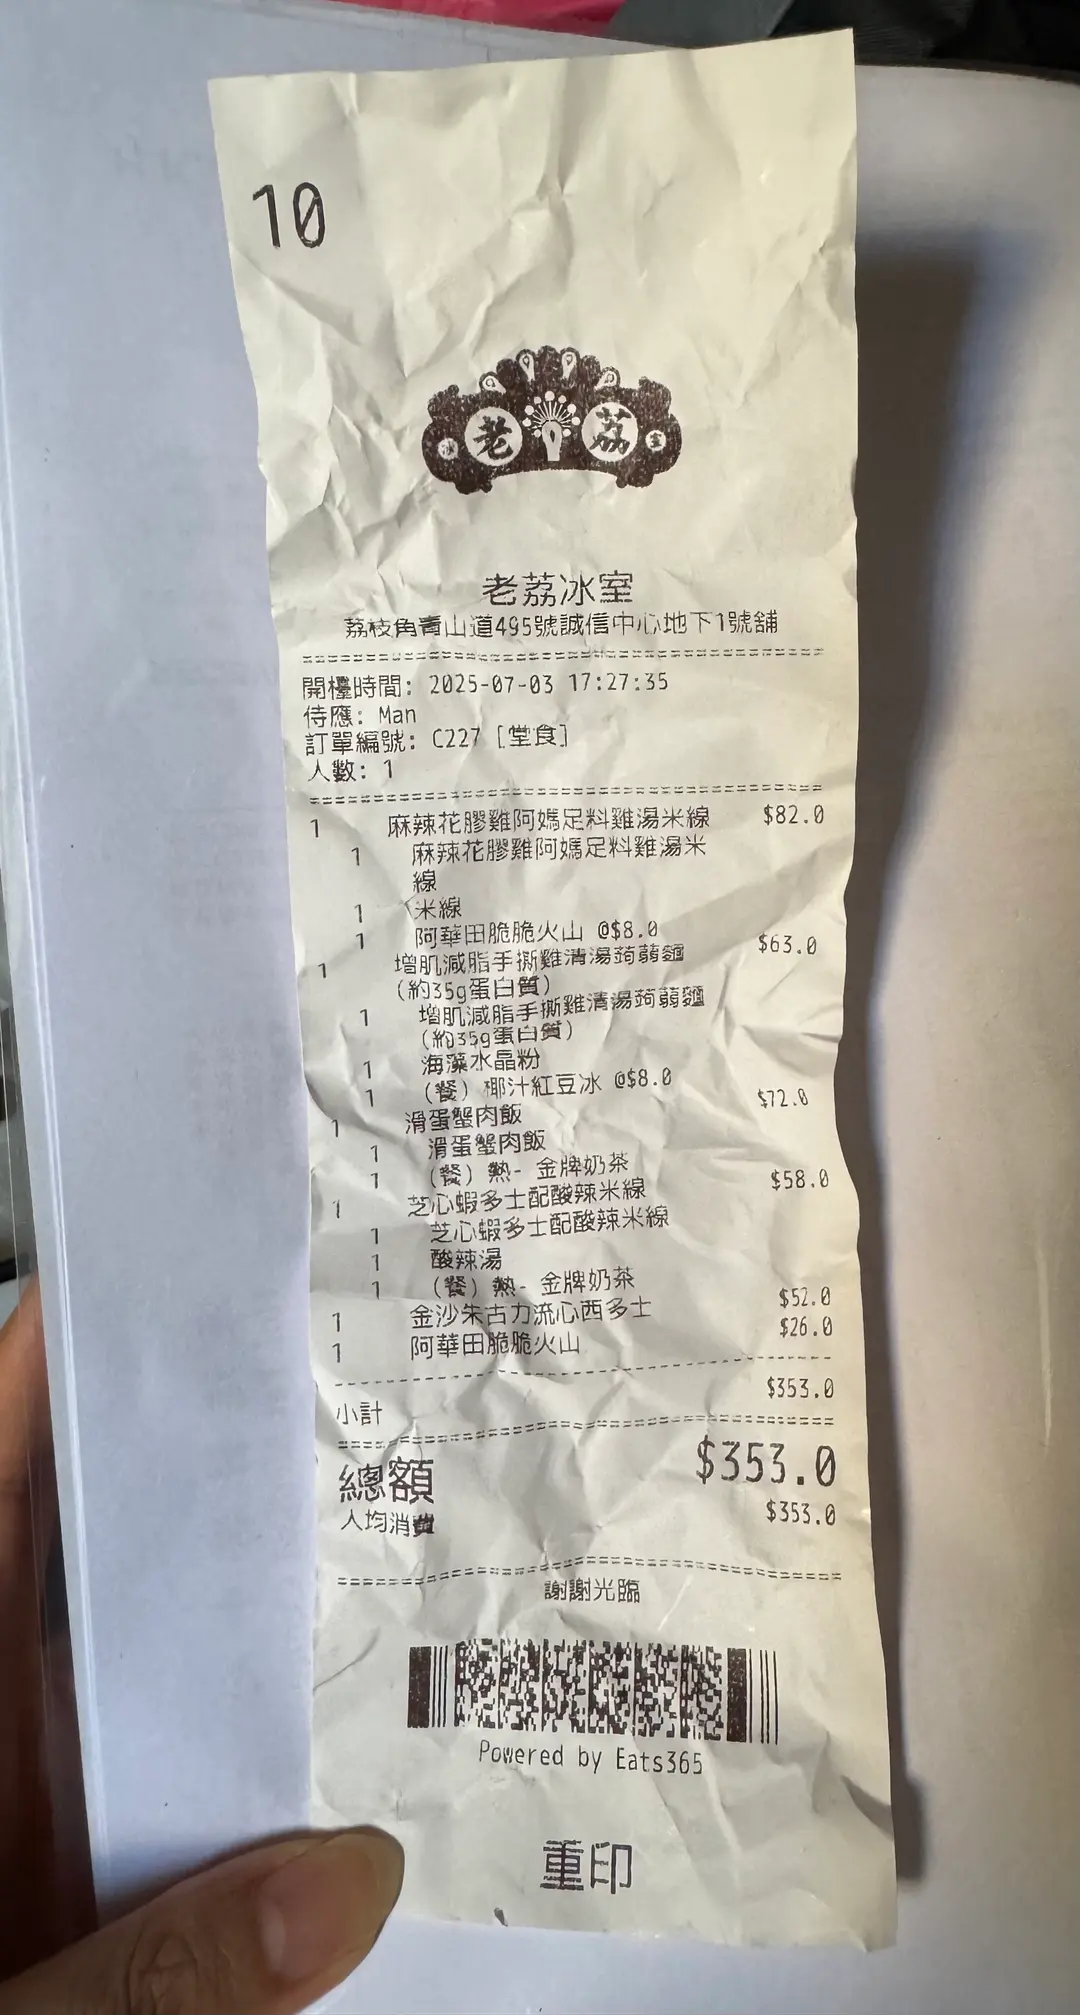 10
冰 老 荔 室
老荔冰室
荔枝角青山道495號誠信中心地下1號舖
開檯時間: 2025-07-03 17:27:35
侍應: Man
訂單編號: C227 [堂食]
人數: 1
1 麻辣花膠雞阿媽足料雞湯米線 $82.0
1 麻辣花膠雞阿媽足料雞湯米
線
1 米線
1 阿華田脆脆火山 @$8.0
1 增肌減脂手撕雞清湯蒟蒻麵 $63.0
(約35g蛋白質)
1 增肌減脂手撕雞清湯蒟蒻麵
(約35g蛋白質)
1 海藻水晶粉
1 (餐) 椰汁紅豆冰 @$8.0
1 滑蛋蟹肉飯 $72.0
1 滑蛋蟹肉飯
1 (餐) 熱- 金牌奶茶
1 芝心蝦多士配酸辣米線 $58.0
1 芝心蝦多士配酸辣米線
1 酸辣湯
1 (餐) 熱- 金牌奶茶
1 金沙朱古力流心西多士 $52.0
1 阿華田脆脆火山 $26.0
小計 $353.0
總額 $353.0
人均消費 $353.0
謝謝光臨
Powered by Eats365
重印